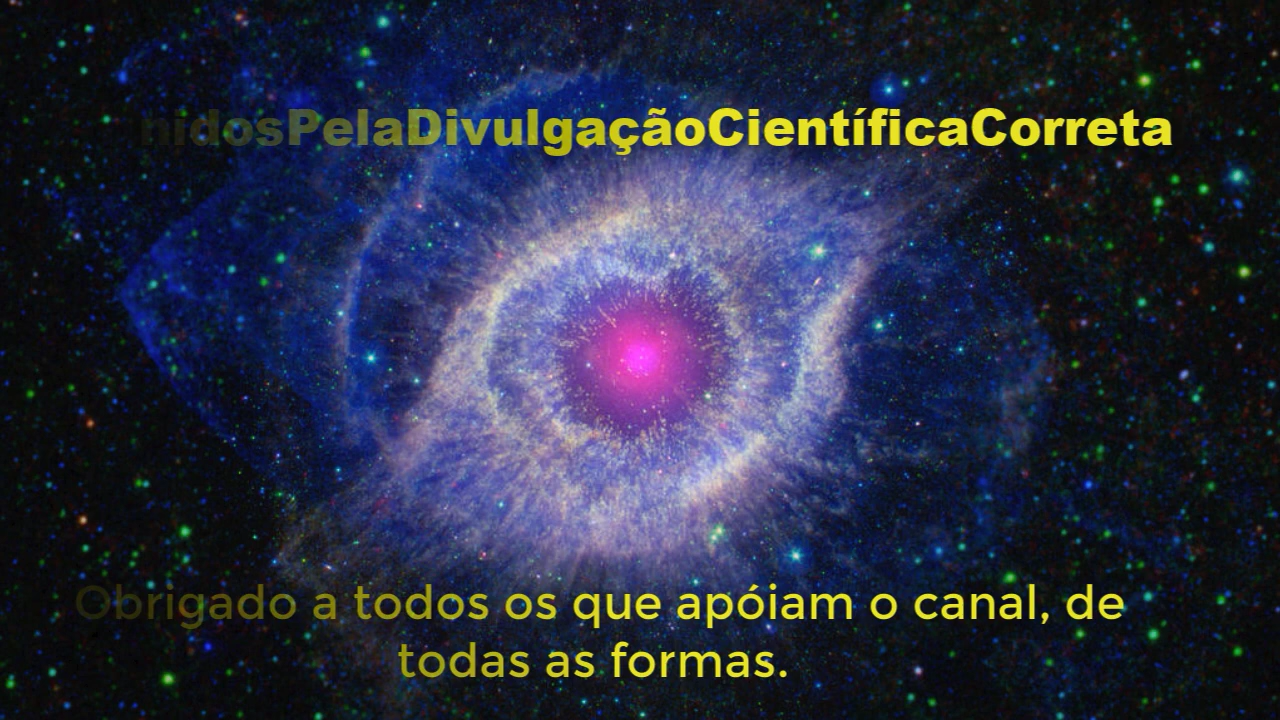 nidosPelaDivulgaçãoCientíficaCorreta
Obrigado a todos os que apóiam o canal, de
todas as formas.